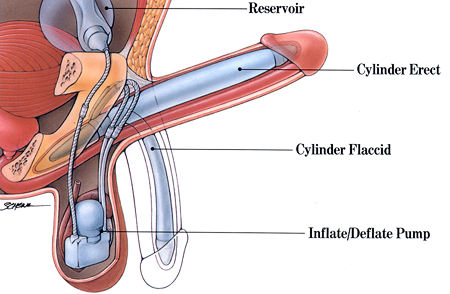 Reservoir
Cylinder Erect
Cylinder Flaccid
Inflate/Deflate Pump